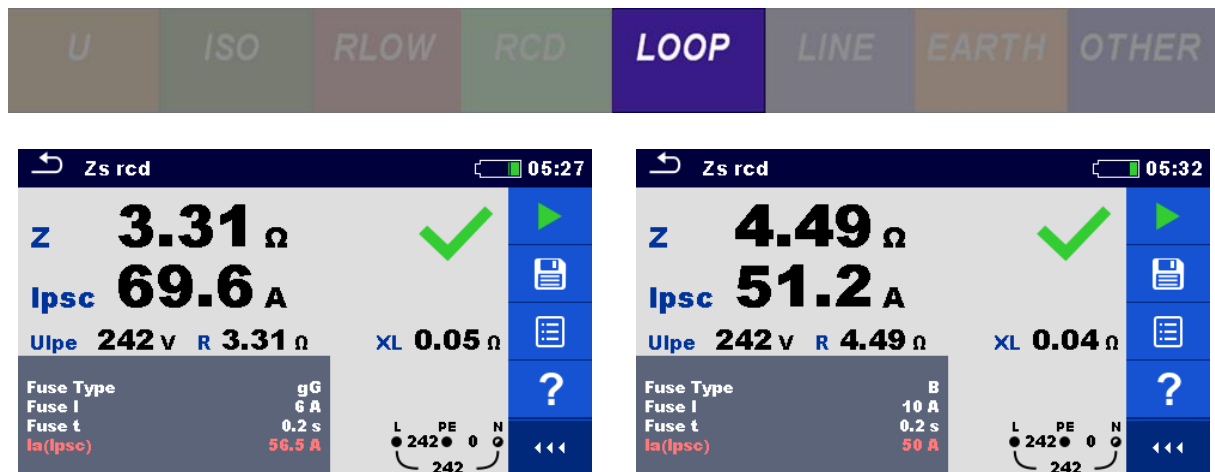 U ISO RLOW RCD LOOP LINE EARTH OTHER
Zs rcd 05:27
Z 3.31 Ω
Ipsc 69.6 A
Ulpe 242 V R 3.31 Ω XL 0.05 Ω
Fuse Type gG
Fuse I 6 A
Fuse t 0.2 s
Ia(Ipsc) 56.5 A
L PE N
242 0
242
?
Zs rcd 05:32
Z 4.49 Ω
Ipsc 51.2 A
Ulpe 242 V R 4.49 Ω XL 0.04 Ω
Fuse Type B
Fuse I 10 A
Fuse t 0.2 s
Ia(Ipsc) 50 A
L PE N
242 0
242
?